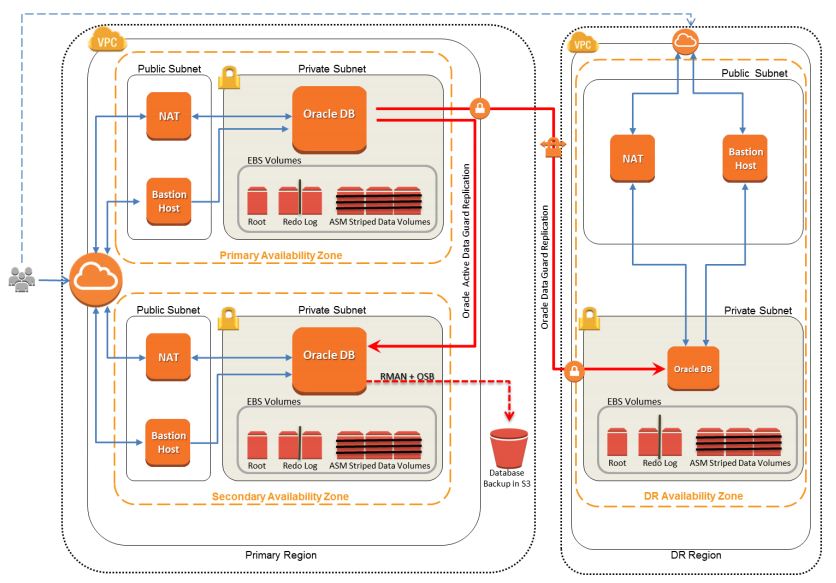 VPC
Public Subnet
Private Subnet
NAT
Oracle DB
Bastion
Host
EBS Volumes
Root
Redo Log
ASM Striped Data Volumes
Primary Availability Zone
Oracle Active Data Guard Replication
Public Subnet
Private Subnet
NAT
Oracle DB
RMAN + OSB
Bastion
Host
EBS Volumes
Root
Redo Log
ASM Striped Data Volumes
Secondary Availability Zone
Database
Backup in S3
Primary Region
Oracle Data Guard Replication
VPC
Public Subnet
NAT
Bastion
Host
Private Subnet
Oracle DB
EBS Volumes
Root
Redo Log
ASM Striped Data Volumes
DR Availability Zone
DR Region